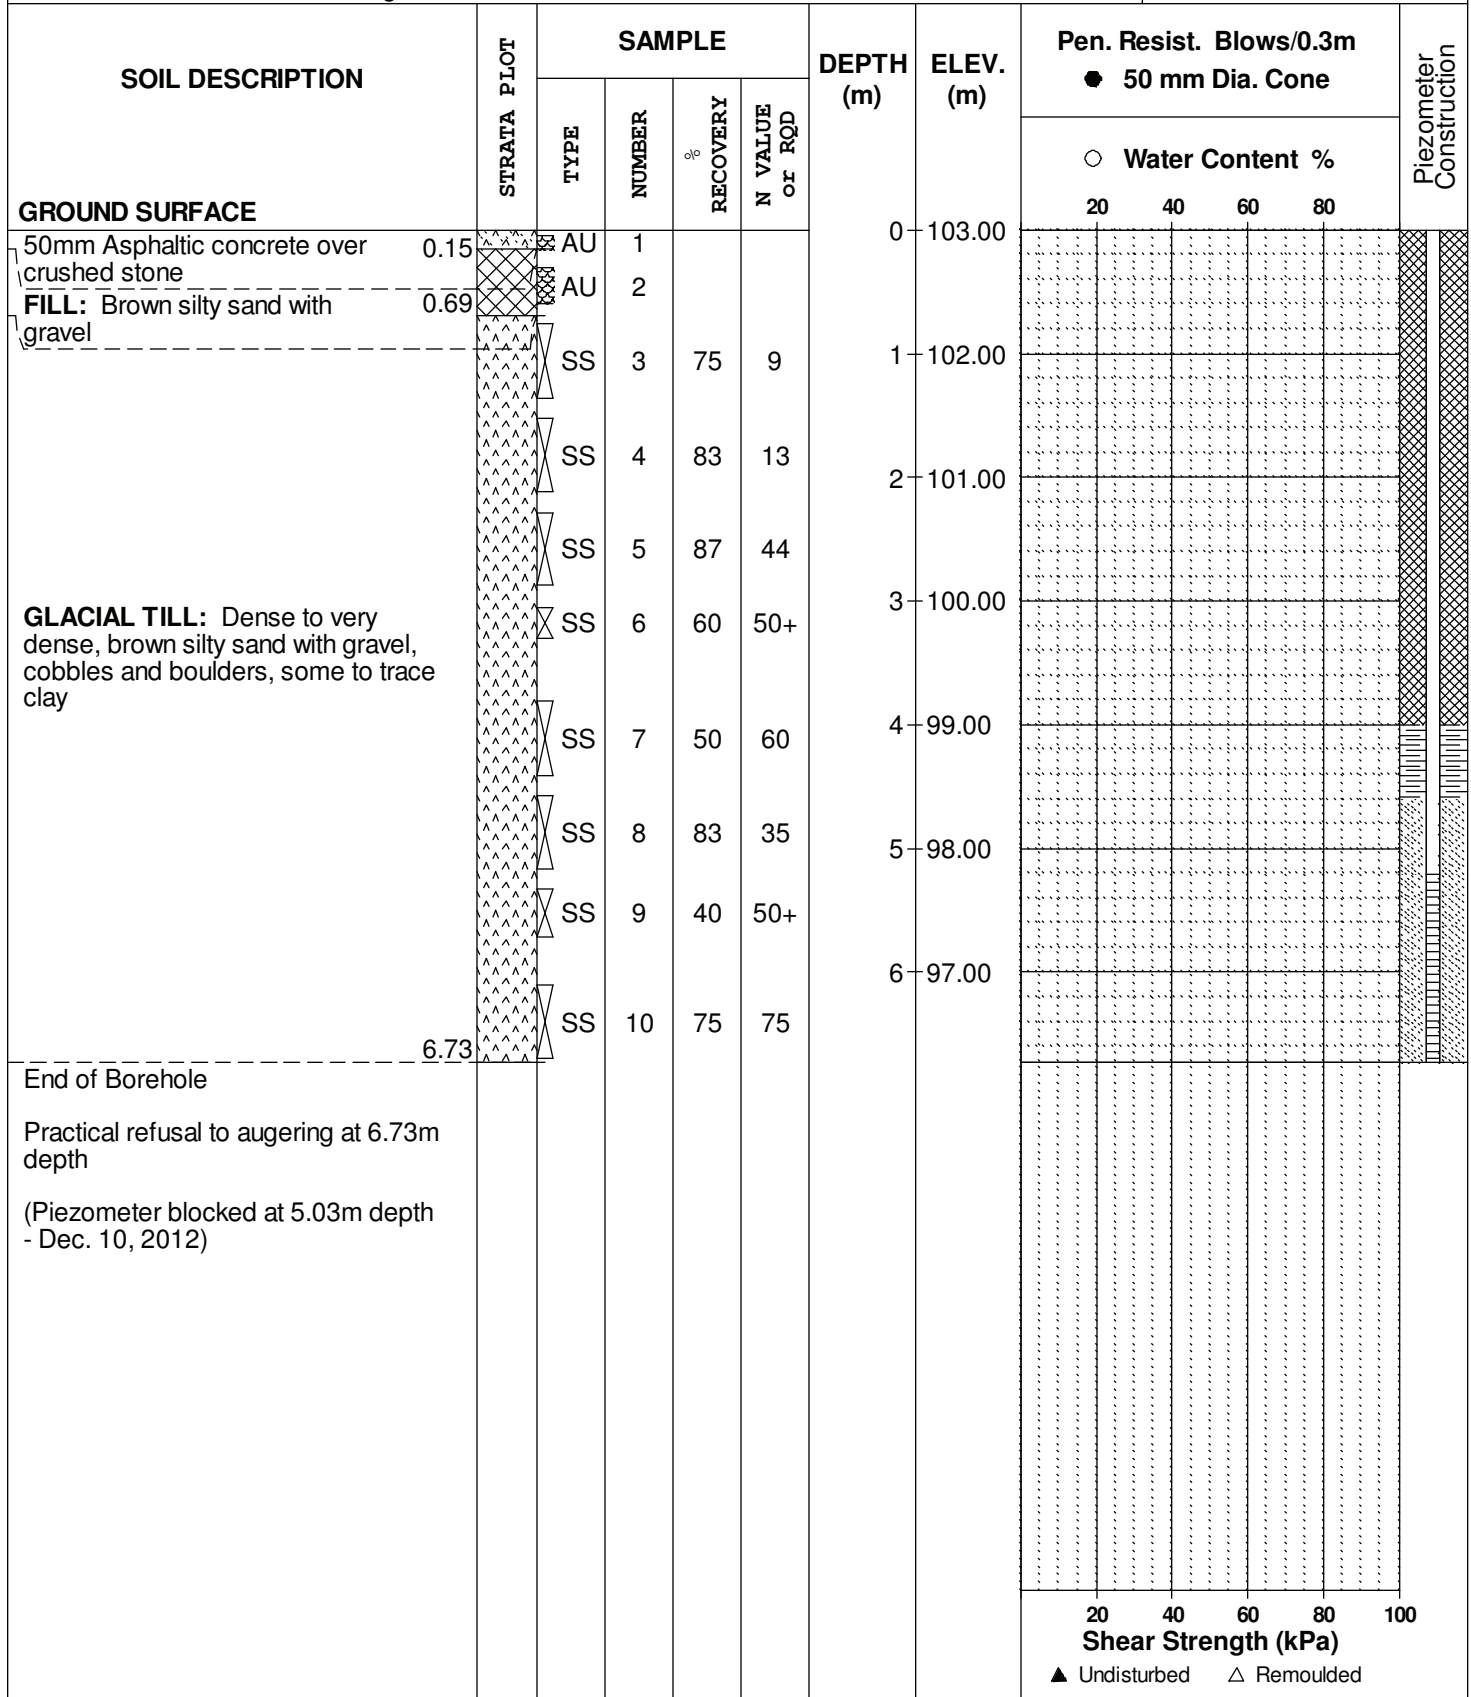 SOIL DESCRIPTION
STRATA PLOT
SAMPLE
TYPE
NUMBER
% RECOVERY
N VALUE or RQD
DEPTH (m)
ELEV. (m)
Pen. Resist. Blows/0.3m
● 50 mm Dia. Cone
○ Water Content %
20 40 60 80
Piezometer Construction
GROUND SURFACE
0 103.00
50mm Asphaltic concrete over 0.15
crushed stone
AU 1
FILL: Brown silty sand with 0.69
gravel
AU 2
SS 3 75 9
1 102.00
SS 4 83 13
2 101.00
SS 5 87 44
3 100.00
GLACIAL TILL: Dense to very
dense, brown silty sand with gravel,
cobbles and boulders, some to trace
clay
SS 6 60 50+
4 99.00
SS 7 50 60
SS 8 83 35
5 98.00
SS 9 40 50+
6 97.00
SS 10 75 75
6.73
End of Borehole
Practical refusal to augering at 6.73m
depth
(Piezometer blocked at 5.03m depth
- Dec. 10, 2012)
20 40 60 80 100
Shear Strength (kPa)
▲ Undisturbed △ Remoulded